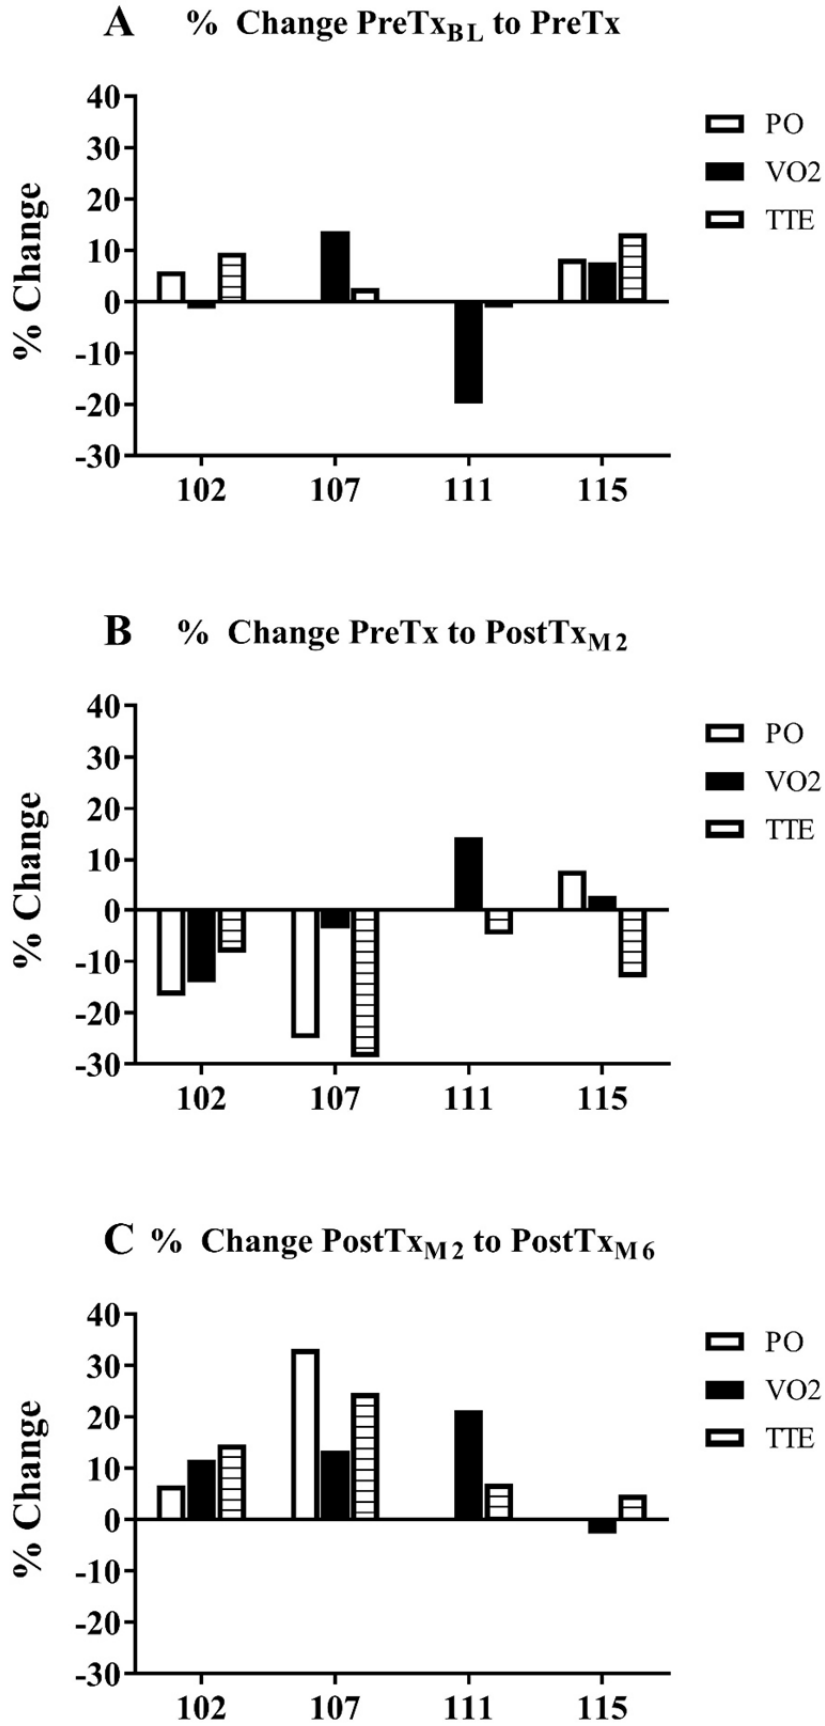 A % Change PreTxBL to PreTx
40
30
20
10
0
-10
-20
-30
% Change
102 107 111 115
PO
VO2
TTE
B % Change PreTx to PostTxM2
40
30
20
10
0
-10
-20
-30
% Change
102 107 111 115
PO
VO2
TTE
C % Change PostTxM2 to PostTxM6
40
30
20
10
0
-10
-20
-30
% Change
102 107 111 115
PO
VO2
TTE